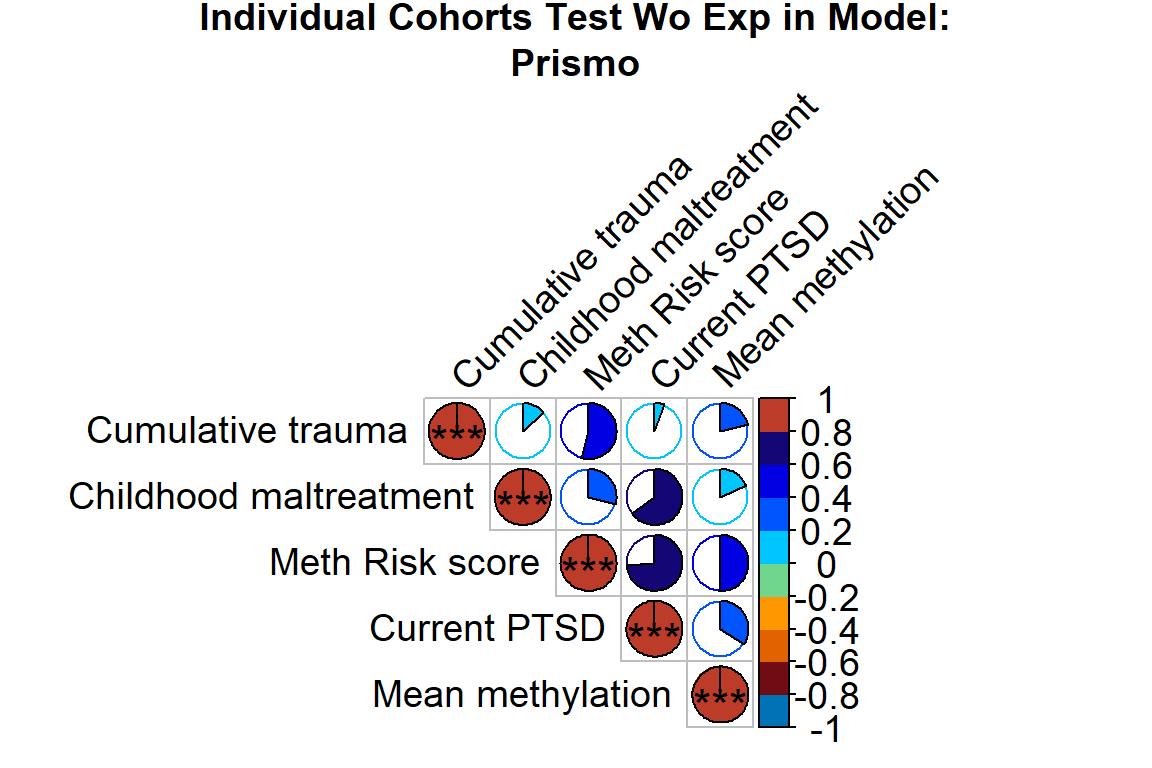 Individual Cohorts Test Wo Exp in Model:
Prismo
Cumulative trauma
Childhood maltreatment
Meth Risk score
Current PTSD
Mean methylation
Cumulative trauma
***
Childhood maltreatment
***
Meth Risk score
***
Current PTSD
***
Mean methylation
***
1
0.8
0.6
0.4
0.2
0
-0.2
-0.4
-0.6
-0.8
-1